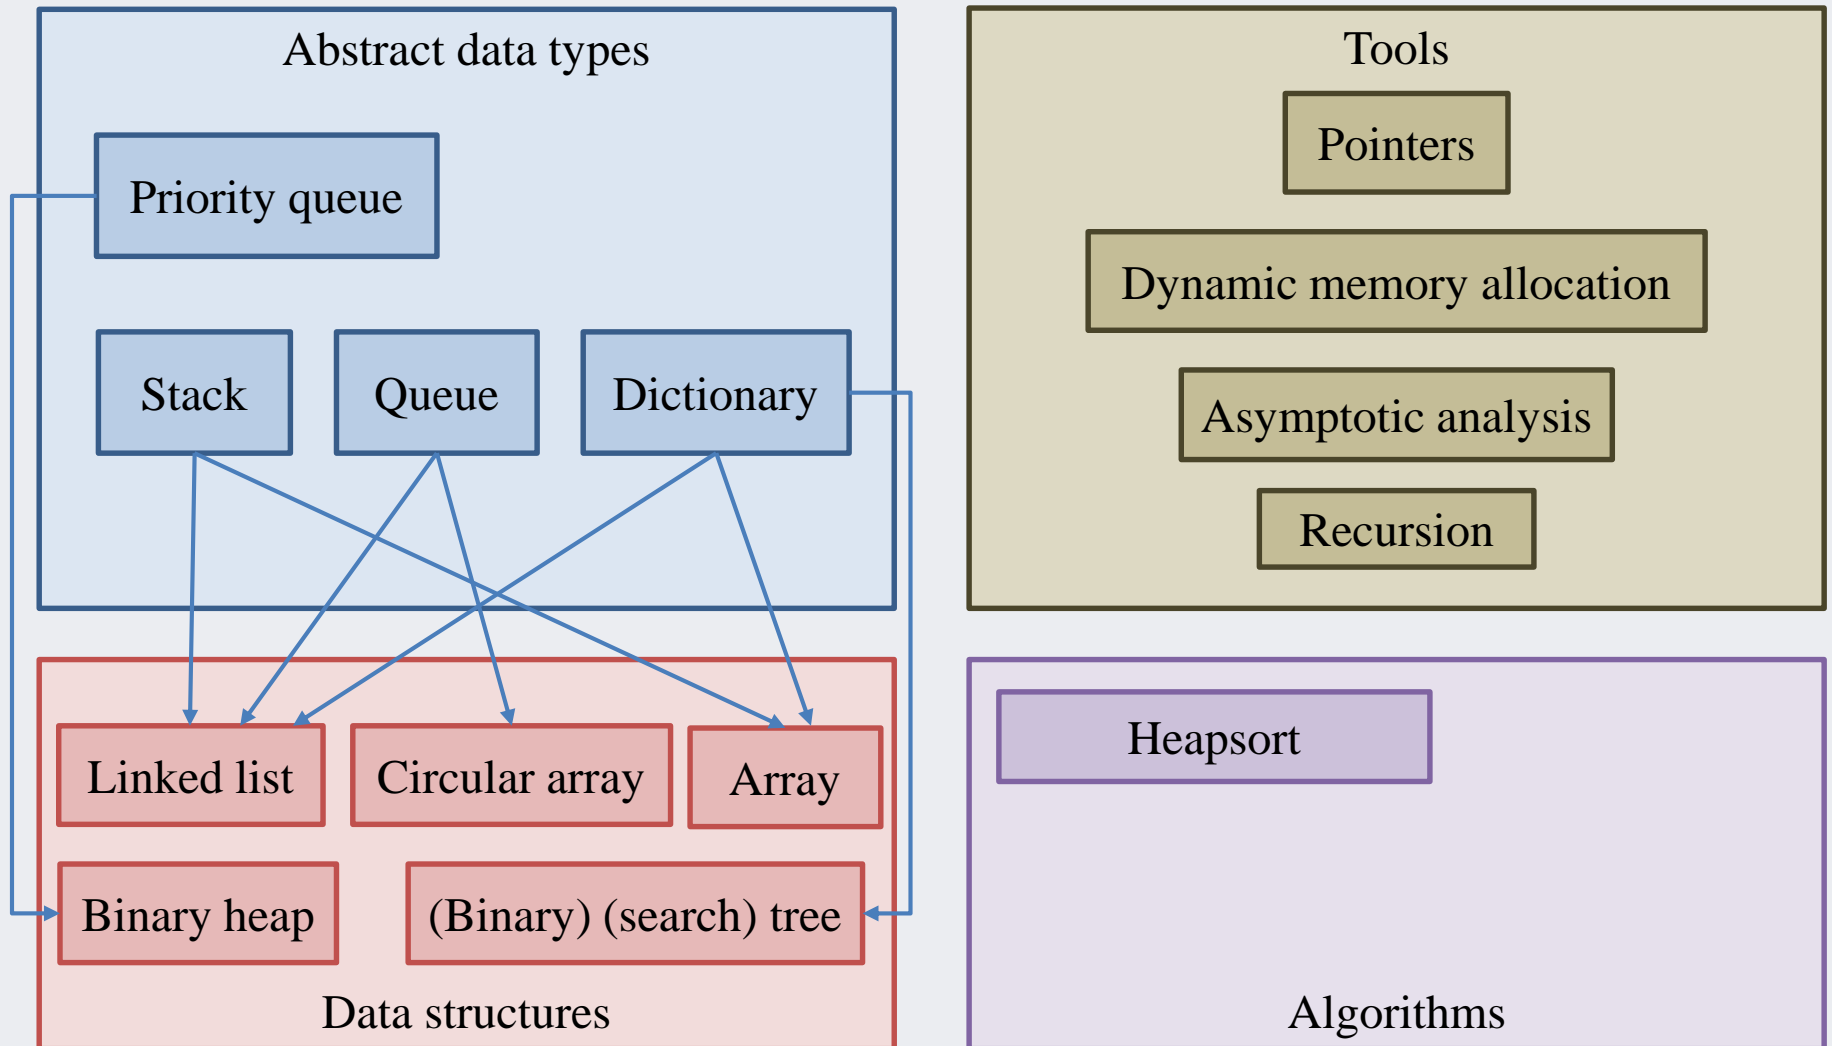 Abstract data types
Priority queue
Stack
Queue
Dictionary
Tools
Pointers
Dynamic memory allocation
Asymptotic analysis
Recursion
Linked list
Circular array
Array
Binary heap
(Binary) (search) tree
Data structures
Heapsort
Algorithms